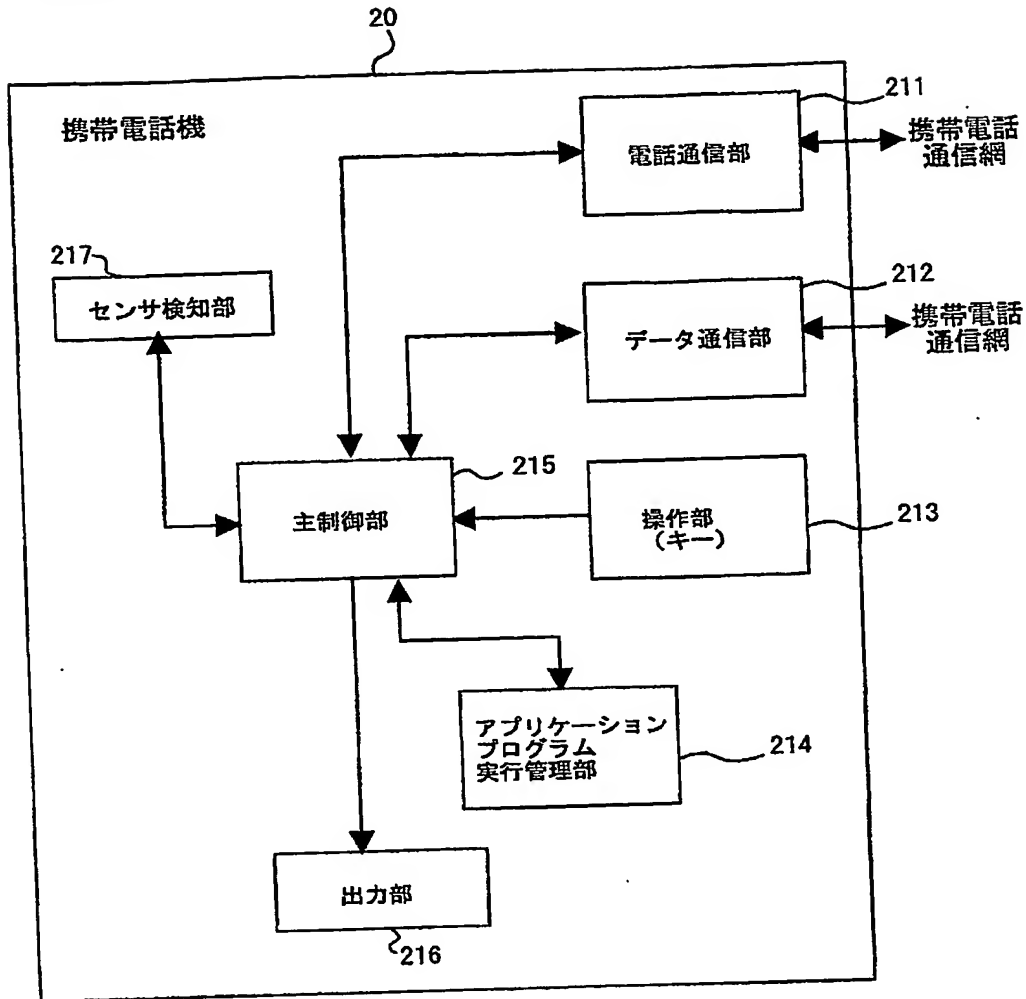 20
携帯電話機
211
電話通信部
携帯電話
通信網
217
センサ検知部
212
データ通信部
携帯電話
通信網
215
主制御部
操作部
(キー)
213
アプリケーション
プログラム
実行管理部
214
出力部
216